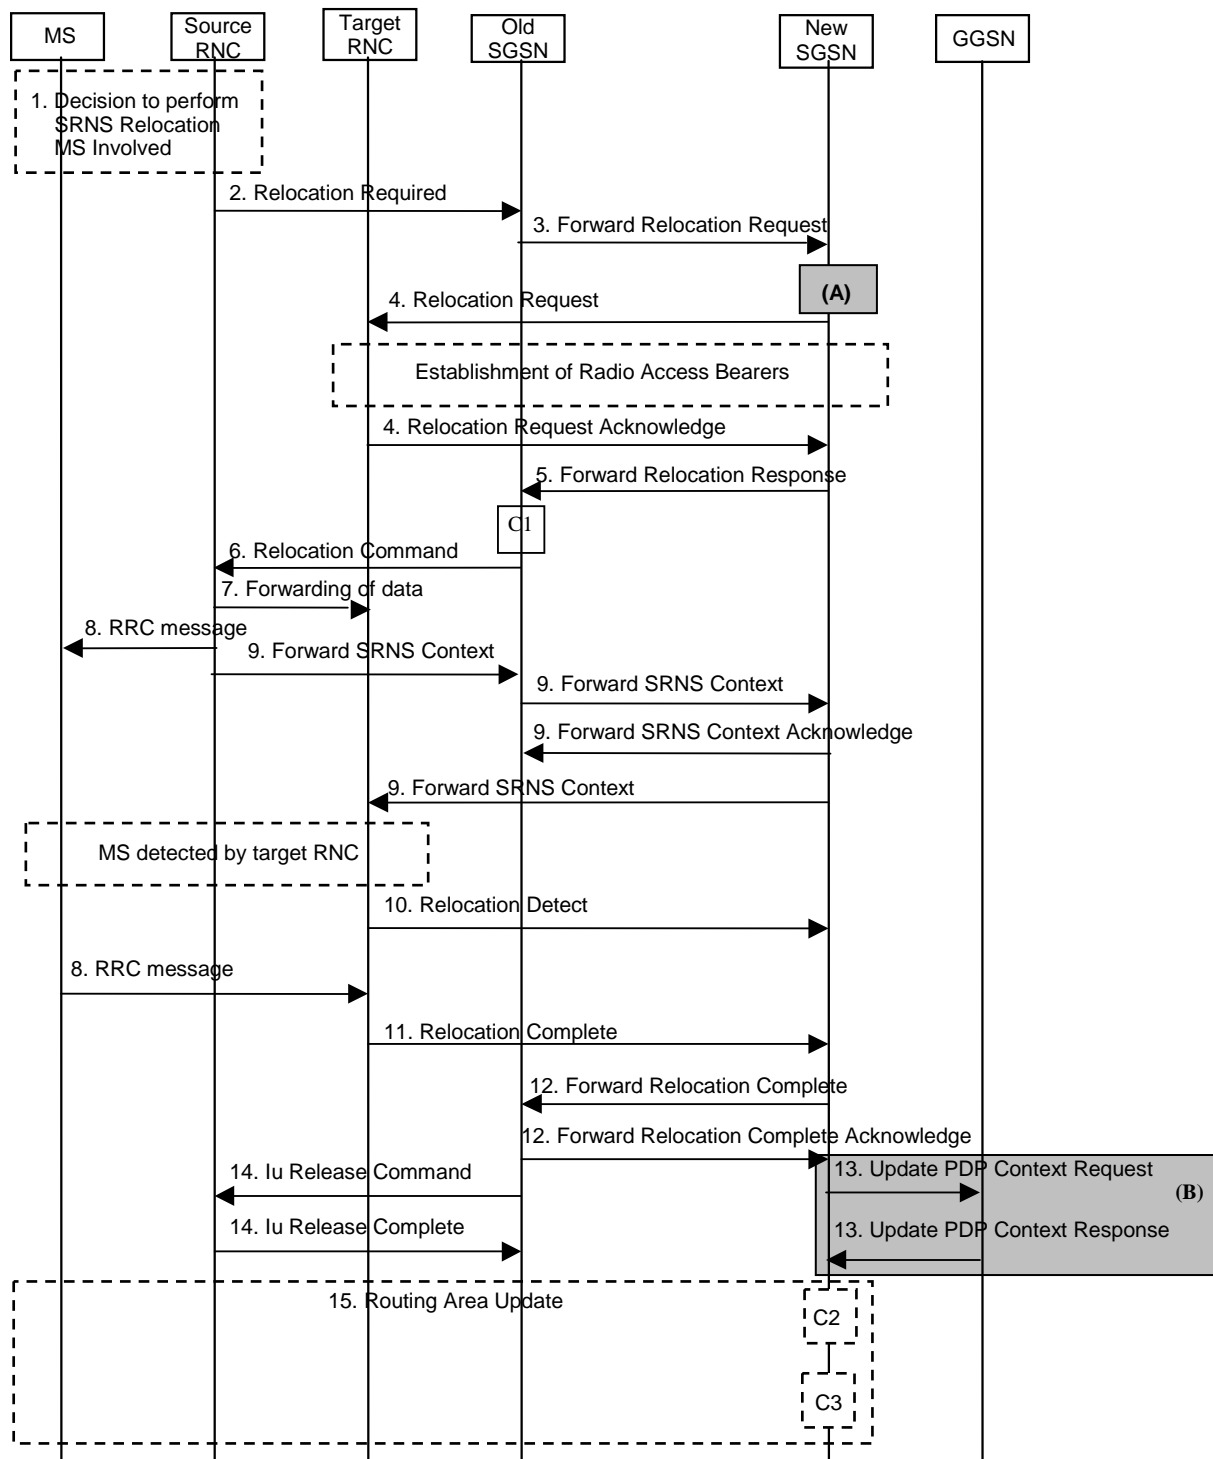 MS
Source
RNC
Target
RNC
Old
SGSN
New
SGSN
GGSN
1. Decision to perform
SRNS Relocation
MS Involved
2. Relocation Required
3. Forward Relocation Request
(A)
4. Relocation Request
Establishment of Radio Access Bearers
4. Relocation Request Acknowledge
5. Forward Relocation Response
C1
6. Relocation Command
7. Forwarding of data
8. RRC message
9. Forward SRNS Context
9. Forward SRNS Context
9. Forward SRNS Context Acknowledge
9. Forward SRNS Context
MS detected by target RNC
10. Relocation Detect
8. RRC message
11. Relocation Complete
12. Forward Relocation Complete
12. Forward Relocation Complete Acknowledge
14. Iu Release Command
13. Update PDP Context Request
(B)
14. Iu Release Complete
13. Update PDP Context Response
15. Routing Area Update
C2
C3